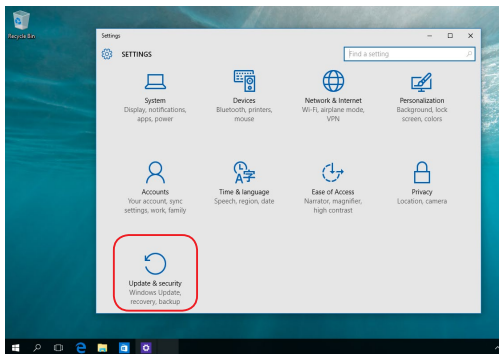 Recycle Bin
Settings
SETTINGS
Find a setting
System
Display, notifications,
apps, power
Devices
Bluetooth, printers,
mouse
Network & Internet
Wi-Fi, airplane mode,
VPN
Personalization
Background, lock
screen, colors
Accounts
Your account, sync
settings, work, family
Time & language
Speech, region, date
Ease of Access
Narrator, magnifier,
high contrast
Privacy
Location, camera
Update & security
Windows Update,
recovery, backup